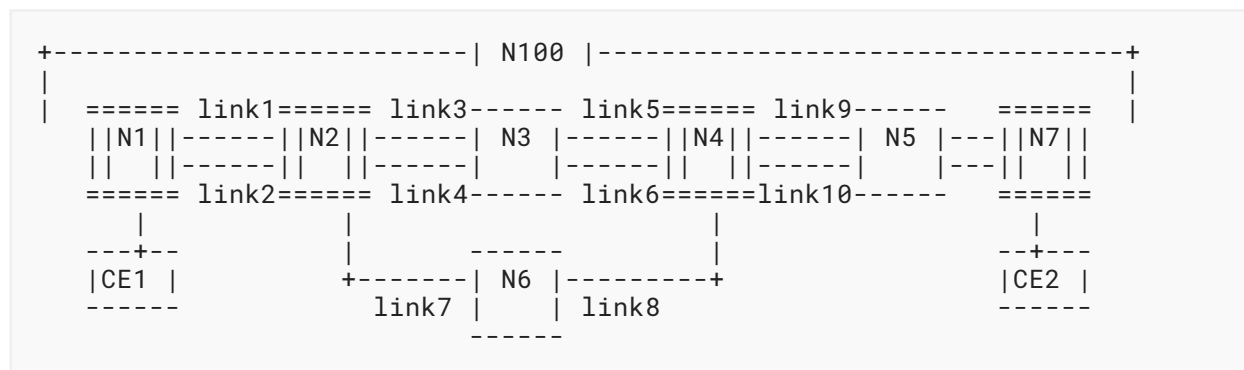 +---------------------------| N100 |----------------------------------+
|                                                                     |
|  ====== link1====== link3------ link5====== link9------   ======    |
   ||N1||------||N2||------| N3 |------||N4||------| N5 |---||N7||
   ||  ||------||  ||------|    |------||  ||------|    |---||  ||
   ====== link2====== link4------ link6======link10------   ======
      |             |                       |                    |
   ---+--           |       ------          |                  --+---
   |CE1 |           +-------| N6 |---------+                  |CE2 |
   ------             link7 |    | link8                      ------
                            ------